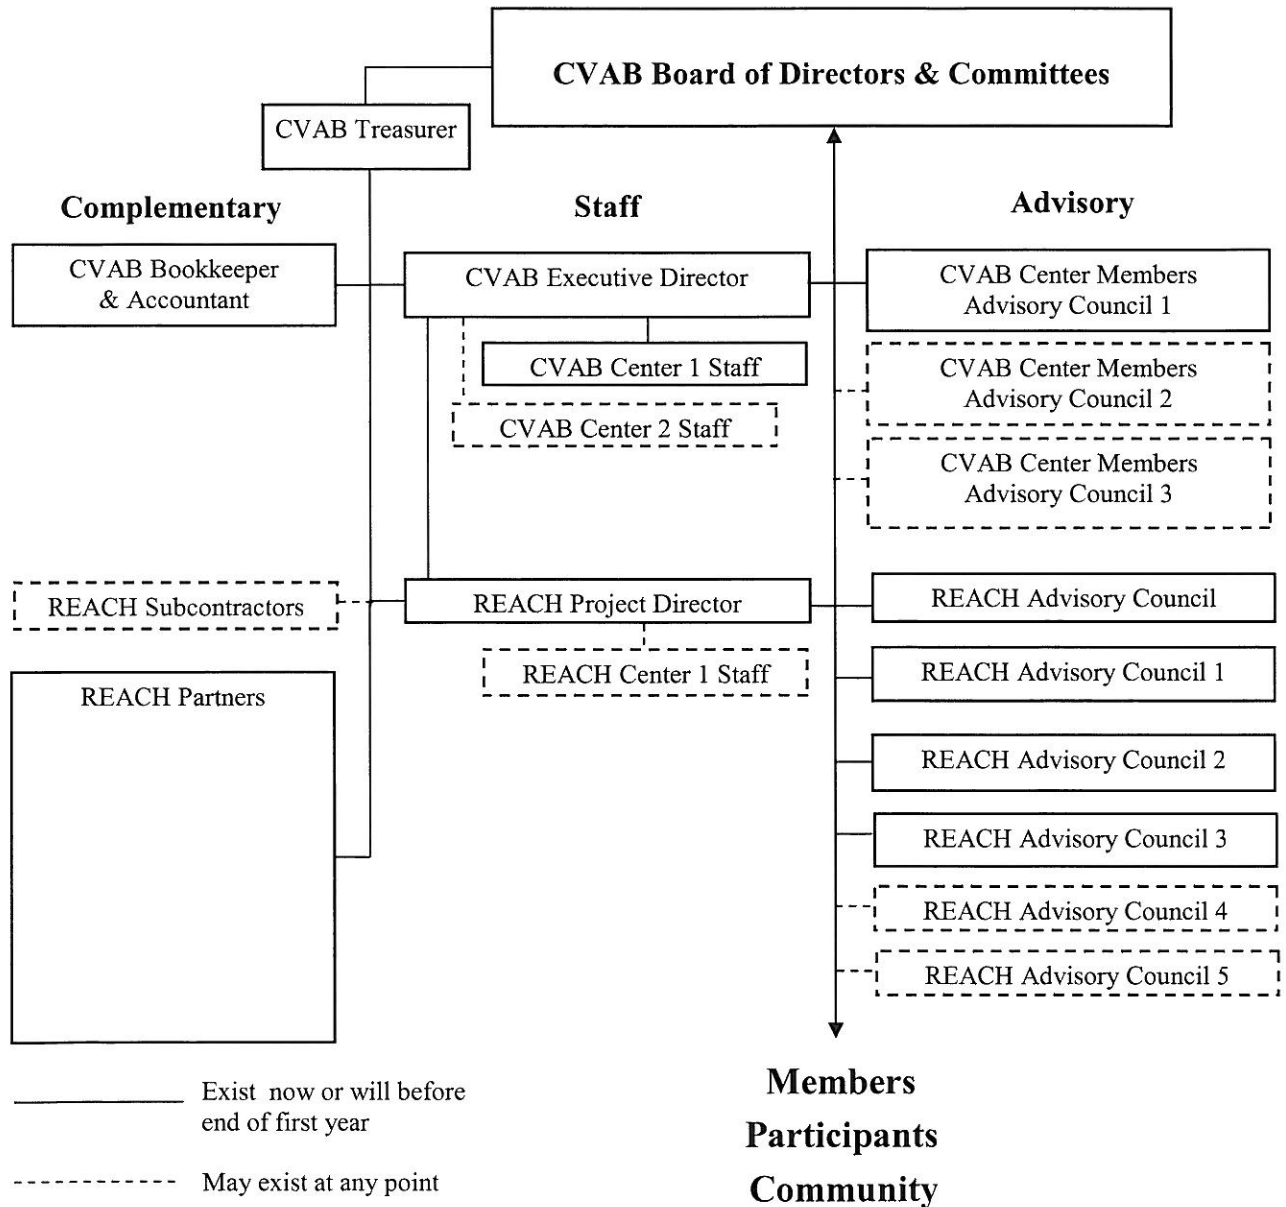 CVAB Board of Directors & Committees
CVAB Treasurer
Complementary
Staff
Advisory
CVAB Bookkeeper
& Accountant
CVAB Executive Director
CVAB Center Members
Advisory Council 1
CVAB Center 1 Staff
CVAB Center Members
Advisory Council 2
CVAB Center 2 Staff
CVAB Center Members
Advisory Council 3
REACH Subcontractors
REACH Project Director
REACH Advisory Council
REACH Center 1 Staff
REACH Advisory Council 1
REACH Partners
REACH Advisory Council 2
REACH Advisory Council 3
REACH Advisory Council 4
REACH Advisory Council 5
Exist now or will before
end of first year
May exist at any point
Members
Participants
Community